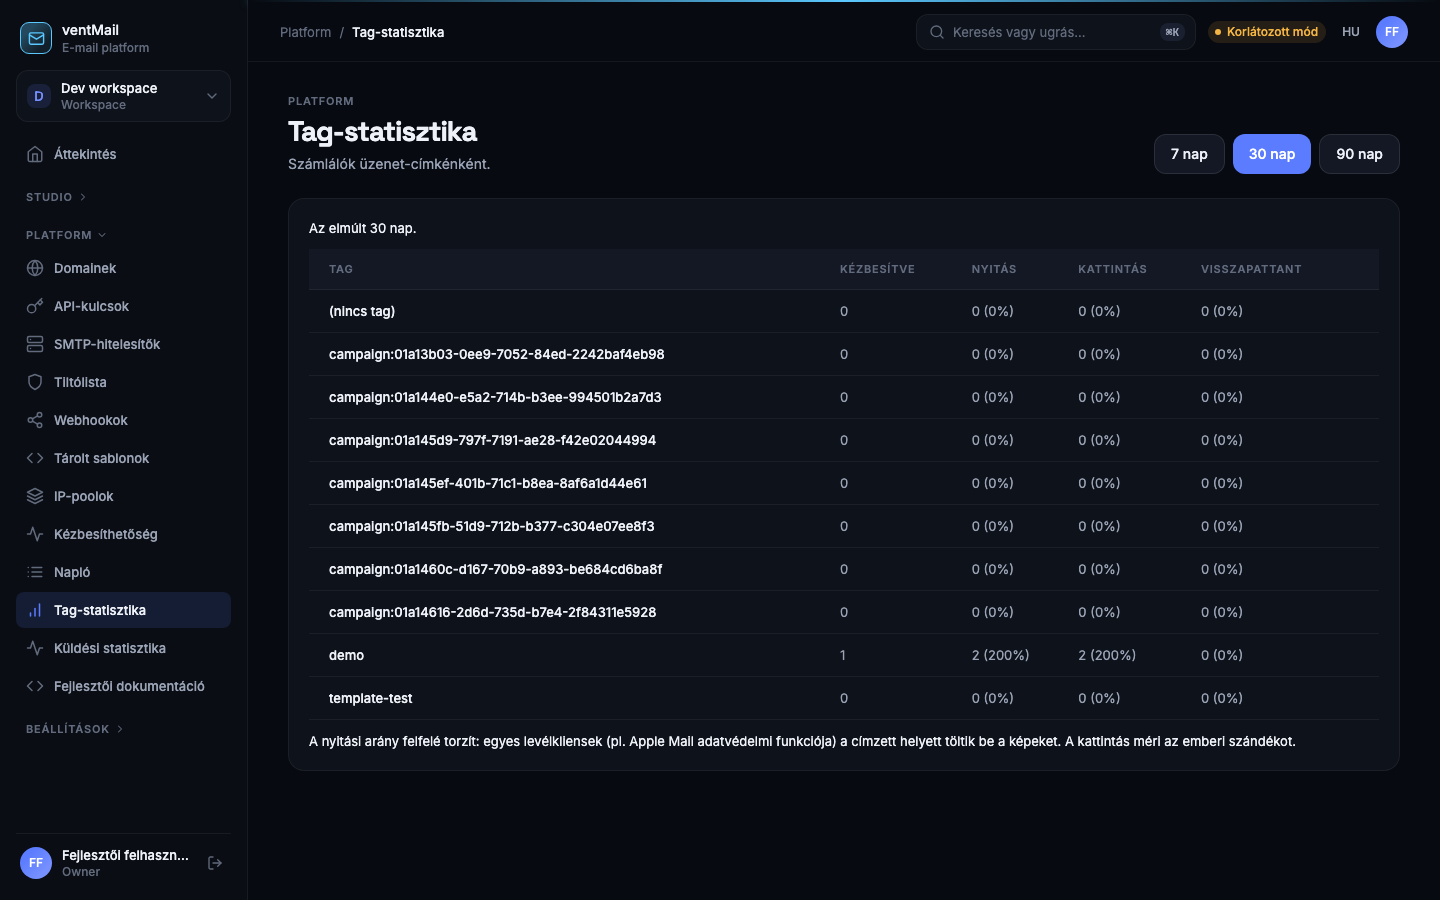 ventMail
E-mail platform
Dev workspace
Workspace
D
Áttekintés
STUDIO
PLATFORM
Domainek
API-kulcsok
SMTP-hitelesítők
Tiltólista
Webhookok
Tárolt sablonok
IP-poolok
Kézbesíthetőség
Napló
Tag-statisztika
Küldési statisztika
Fejlesztői dokumentáció
BEÁLLÍTÁSOK
FF
Fejlesztői felhaszn...
Owner
Platform / Tag-statisztika
Keresés vagy ugrás... ⌘K
Korlátozott mód
HU
FF
PLATFORM
Tag-statisztika
Számlálók üzenet-címkénként.
7 nap 30 nap 90 nap
Az elmúlt 30 nap.
TAG KÉZBESÍTVE NYITÁS KATTINTÁS VISSZAPATTANT
(nincs tag) 0 0 (0%) 0 (0%) 0 (0%)
campaign:01a13b03-0ee9-7052-84ed-2242baf4eb98 0 0 (0%) 0 (0%) 0 (0%)
campaign:01a144e0-e5a2-714b-b3ee-994501b2a7d3 0 0 (0%) 0 (0%) 0 (0%)
campaign:01a145d9-797f-7191-ae28-f42e02044994 0 0 (0%) 0 (0%) 0 (0%)
campaign:01a145ef-401b-71c1-b8ea-8af6a1d44e61 0 0 (0%) 0 (0%) 0 (0%)
campaign:01a145fb-51d9-712b-b377-c304e07ee8f3 0 0 (0%) 0 (0%) 0 (0%)
campaign:01a1460c-d167-70b9-a893-be684cd6ba8f 0 0 (0%) 0 (0%) 0 (0%)
campaign:01a14616-2d6d-735d-b7e4-2f84311e5928 0 0 (0%) 0 (0%) 0 (0%)
demo 1 2 (200%) 2 (200%) 0 (0%)
template-test 0 0 (0%) 0 (0%) 0 (0%)
A nyitási arány felfelé torzít: egyes levélkliensek (pl. Apple Mail adatvédelmi funkciója) a címzett helyett töltik be a képeket. A kattintás méri az emberi szándékot.